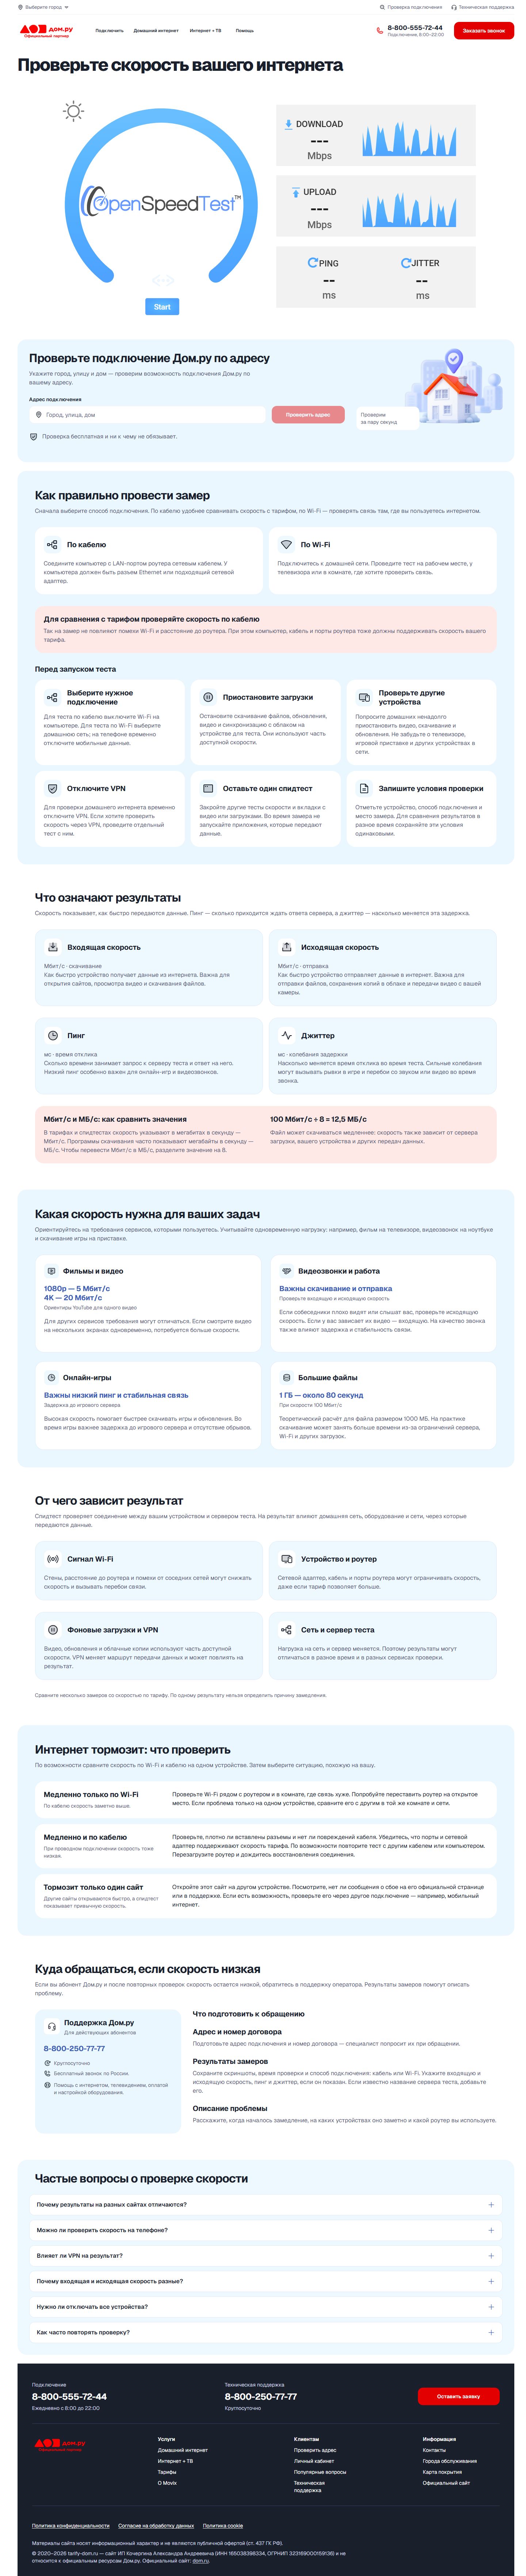 Выберите город
Проверка подключения
Техническая поддержка
ДОМ.РУ
Официальный партнер
Подключить
Домашний интернет
Интернет + ТВ
Помощь
8-800-555-72-44
Подключение, 8:00–22:00
Заказать звонок
Проверьте скорость вашего интернета
OpenSpeedTest™
Start
DOWNLOAD
---
Mbps
UPLOAD
---
Mbps
PING
--
ms
JITTER
--
ms
Проверьте подключение Дом.ру по адресу
Укажите город, улицу и дом — проверим возможность подключения Дом.ру по
вашему адресу.
Адрес подключения
Город, улица, дом
Проверить адрес
Проверим
за пару секунд
Проверка бесплатная и ни к чему не обязывает.
Как правильно провести замер
Сначала выберите способ подключения. По кабелю удобнее сравнивать скорость с тарифом, по Wi-Fi — проверять связь там, где вы пользуетесь интернетом.
По кабелю
Соедините компьютер с LAN-портом роутера сетевым кабелем. У
компьютера должен быть разъем Ethernet или подходящий сетевой
адаптер.
По Wi-Fi
Подключитесь к домашней сети. Проведите тест на рабочем месте, у
телевизора или в комнате, где хотите проверить связь.
Для сравнения с тарифом проверяйте скорость по кабелю
Так на замер не повлияют помехи Wi-Fi и расстояние до роутера. При этом компьютер, кабель и порты роутера тоже должны поддерживать скорость вашего
тарифа.
Перед запуском теста
Выберите нужное
подключение
Для теста по кабелю выключите Wi-Fi на
компьютере. Для теста по Wi-Fi выберите
домашнюю сеть; на телефоне временно
отключите мобильные данные.
Приостановите загрузки
Остановите скачивание файлов, обновления,
видео и синхронизацию с облаком на
устройстве для теста. Они используют часть
доступной скорости.
Проверьте другие
устройства
Попросите домашних ненадолго
приостановить видео, скачивание и
обновления. Не забудьте о телевизоре,
игровой приставке и других устройствах в
сети.
Отключите VPN
Для проверки домашнего интернета временно
отключите VPN. Если хотите проверить
скорость через VPN, проведите отдельный
тест с ним.
Оставьте один спидтест
Закройте другие тесты скорости и вкладки с
видео или загрузками. Во время замера не
запускайте приложения, которые передают
данные.
Запишите условия проверки
Отметьте устройство, способ подключения и
место замера. Для сравнения результатов в
разное время сохраняйте эти условия
одинаковыми.
Что означают результаты
Скорость показывает, как быстро передаются данные. Пинг — сколько приходится ждать ответа сервера, а джиттер — насколько меняется эта задержка.
Входящая скорость
Мбит/с · скачивание
Как быстро устройство получает данные из интернета. Важна для
открытия сайтов, просмотра видео и скачивания файлов.
Исходящая скорость
Мбит/с · отправка
Как быстро устройство отправляет данные в интернет. Важна для
отправки файлов, сохранения копий в облаке и передачи видео с вашей
камеры.
Пинг
мс · время отклика
Сколько времени занимает запрос к серверу теста и ответ на него.
Низкий пинг особенно важен для онлайн-игр и видеозвонков.
Джиттер
мс · колебания задержки
Насколько меняется время отклика во время теста. Сильные колебания
могут вызывать рывки в игре и перебои со звуком или видео во время
звонка.
Мбит/с и МБ/с: как сравнить значения
В тарифах и спидтестах скорость указывают в мегабитах в секунду —
Мбит/с. Программы скачивания часто показывают мегабайты в секунду —
МБ/с. Чтобы перевести Мбит/с в МБ/с, разделите значение на 8.
100 Мбит/с ÷ 8 = 12,5 МБ/с
Файл может скачиваться медленнее: скорость также зависит от сервера
загрузки, вашего устройства и других передач данных.
Какая скорость нужна для ваших задач
Ориентируйтесь на требования сервисов, которыми пользуетесь. Учитывайте одновременную нагрузку: например, фильм на телевизоре, видеозвонок на ноутбуке
и скачивание игры на приставке.
Фильмы и видео
1080p — 5 Мбит/с
4K — 20 Мбит/с
Ориентиры YouTube для одного видео
Для других сервисов требования могут отличаться. Если смотрите видео
на нескольких экранах одновременно, потребуется больше скорости.
Видеозвонки и работа
Важны скачивание и отправка
Проверьте входящую и исходящую скорость
Если собеседники плохо видят или слышат вас, проверьте исходящую
скорость. Если у вас зависает их видео — входящую. На качество звонка
также влияют задержка и стабильность связи.
Онлайн-игры
Важны низкий пинг и стабильная связь
Задержка до игрового сервера
Высокая скорость помогает быстрее скачивать игры и обновления. Во
время игры важнее задержка до игрового сервера и отсутствие обрывов.
Большие файлы
1 ГБ — около 80 секунд
При скорости 100 Мбит/с
Теоретический расчёт для файла размером 1000 МБ. На практике
скачивание может занять больше времени из-за ограничений сервера,
Wi-Fi и других загрузок.
От чего зависит результат
Спидтест проверяет соединение между вашим устройством и сервером теста. На результат влияют домашняя сеть, оборудование и сети, через которые
передаются данные.
Сигнал Wi-Fi
Стены, расстояние до роутера и помехи от соседних сетей могут снижать
скорость и вызывать перебои связи.
Устройство и роутер
Сетевой адаптер, кабель и порты роутера могут ограничивать скорость,
даже если тариф позволяет больше.
Фоновые загрузки и VPN
Видео, обновления и облачные копии используют часть доступной
скорости. VPN меняет маршрут передачи данных и может повлиять на
результат.
Сеть и сервер теста
Нагрузка на сеть и сервер меняется. Поэтому результаты могут
отличаться в разное время и в разных сервисах проверки.
Сравните несколько замеров со скоростью по тарифу. По одному результату нельзя определить причину замедления.
Интернет тормозит: что проверить
По возможности сравните скорость по Wi-Fi и кабелю на одном устройстве. Затем выберите ситуацию, похожую на вашу.
Медленно только по Wi-Fi
По кабелю скорость заметно выше.
Проверьте Wi-Fi рядом с роутером и в комнате, где связь хуже. Попробуйте переставить роутер на открытое
место. Если проблема только на одном устройстве, сравните его с другим в той же комнате и сети.
Медленно и по кабелю
При проводном подключении скорость тоже
низкая.
Проверьте, плотно ли вставлены разъёмы и нет ли повреждений кабеля. Убедитесь, что порты и сетевой
адаптер поддерживают скорость тарифа. По возможности повторите тест с другим кабелем или компьютером.
Перезагрузите роутер и дождитесь восстановления соединения.
Тормозит только один сайт
Другие сайты открываются быстро, а спидтест
показывает привычную скорость.
Откройте этот сайт на другом устройстве. Посмотрите, нет ли сообщения о сбое на его официальной странице
или в поддержке. Если есть возможность, проверьте его через другое подключение — например, мобильный
интернет.
Куда обращаться, если скорость низкая
Если вы абонент Дом.ру и после повторных проверок скорость остается низкой, обратитесь в поддержку оператора. Результаты замеров помогут описать
проблему.
Поддержка Дом.ру
Для действующих абонентов
8-800-250-77-77
Круглосуточно
Бесплатный звонок по России.
Помощь с интернетом, телевидением, оплатой
и настройкой оборудования.
Что подготовить к обращению
Адрес и номер договора
Подготовьте адрес подключения и номер договора — специалист попросит их при обращении.
Результаты замеров
Сохраните скриншоты, время проверки и способ подключения: кабель или Wi-Fi. Укажите входящую и
исходящую скорость, пинг и джиттер, если он показан. Если известно название сервера теста, добавьте
его.
Описание проблемы
Расскажите, когда началось замедление, на каких устройствах оно заметно и какой роутер вы используете.
Частые вопросы о проверке скорости
Почему результаты на разных сайтах отличаются?
Можно ли проверить скорость на телефоне?
Влияет ли VPN на результат?
Почему входящая и исходящая скорость разные?
Нужно ли отключать все устройства?
Как часто повторять проверку?
Подключение
8-800-555-72-44
Ежедневно с 8:00 до 22:00
Техническая поддержка
8-800-250-77-77
Круглосуточно
Оставить заявку
ДОМ.РУ
Официальный партнер
Услуги
Домашний интернет
Интернет + ТВ
Тарифы
О Movix
Клиентам
Проверить адрес
Личный кабинет
Популярные вопросы
Техническая
поддержка
Информация
Контакты
Города обслуживания
Карта покрытия
Официальный сайт
Политика конфиденциальности
Согласие на обработку данных
Политика cookie
Материалы сайта носят информационный характер и не являются публичной офертой (ст. 437 ГК РФ).
© 2020–2026 tarify-dom.ru — сайт ИП Кочергина Александра Андреевича (ИНН 165038398334, ОГРНИП 323169000159136) и не
относится к официальным ресурсам Дом.ру. Официальный сайт: dom.ru.